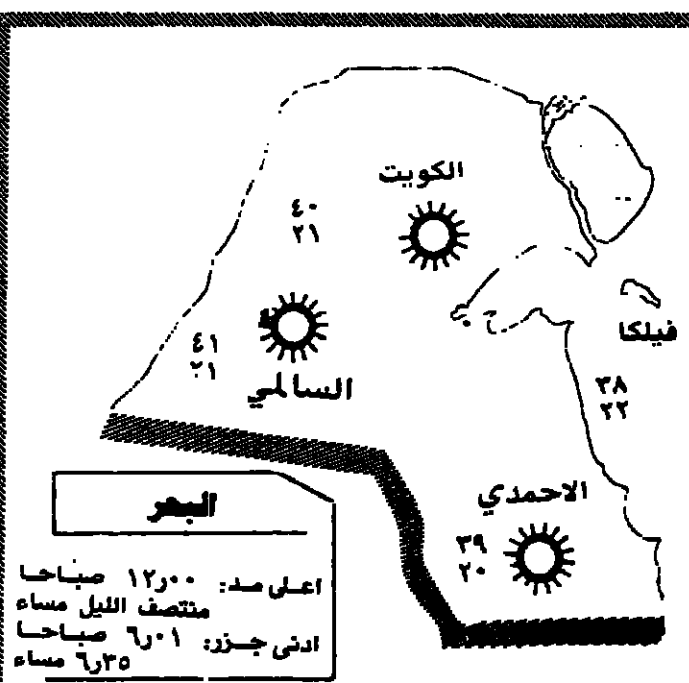 الكويت
٤٠
٢١
فيلكا
٤١
٢١
السالمي
٣٨
٢٢
الاحمدي
٣٩
٢٠
البحر
اعلى مد: ١٢٫٠٠ صباحا
منتصف الليل مساء
ادنى جزر: ٦٫٠١ صباحا
٦٫٣٥ مساء